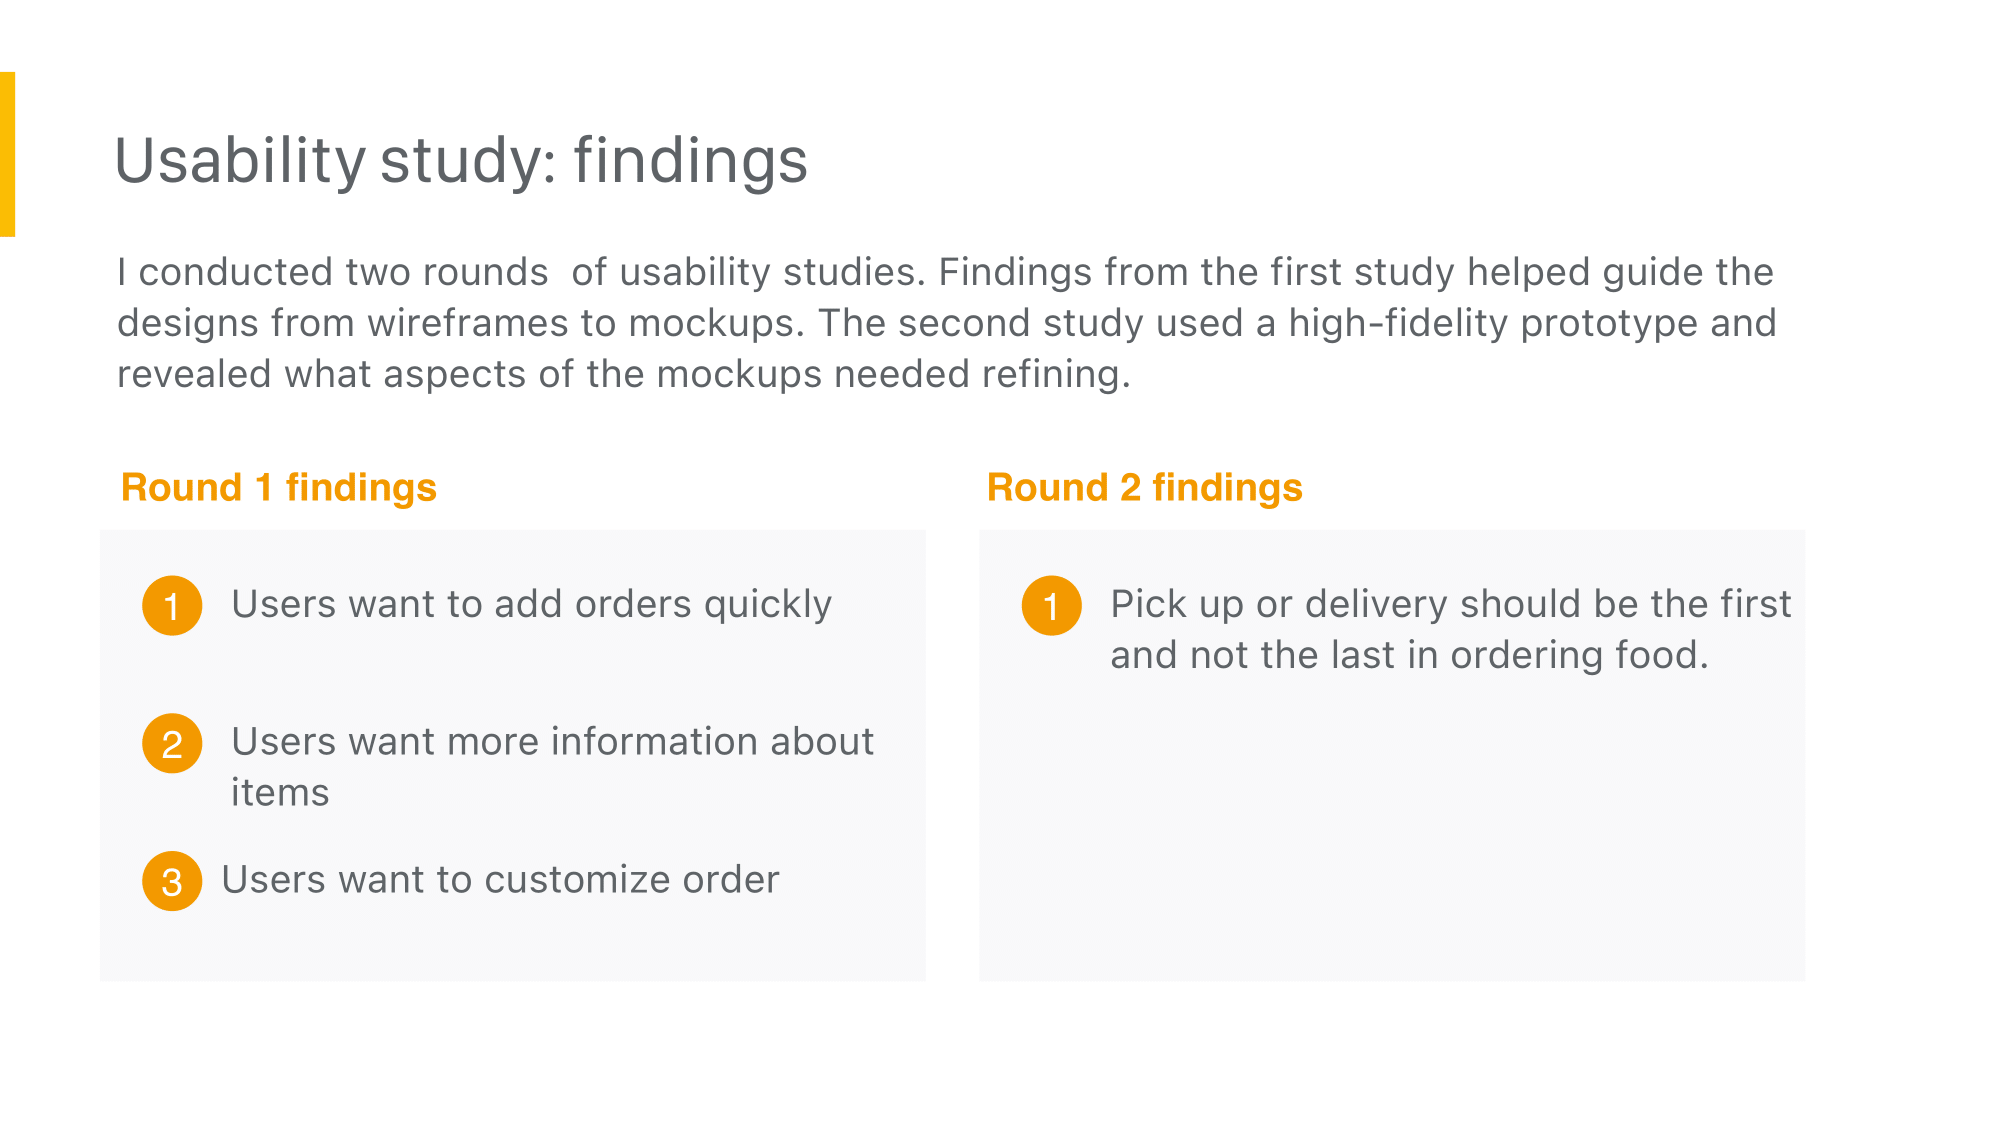 Usability study: findings
I conducted two rounds  of usability studies. Findings from the first study helped guide the
designs from wireframes to mockups. The second study used a high-fidelity prototype and
revealed what aspects of the mockups needed refining.
Round 1 findings
1 Users want to add orders quickly
2 Users want more information about
items
3 Users want to customize order
Round 2 findings
1 Pick up or delivery should be the first
and not the last in ordering food.